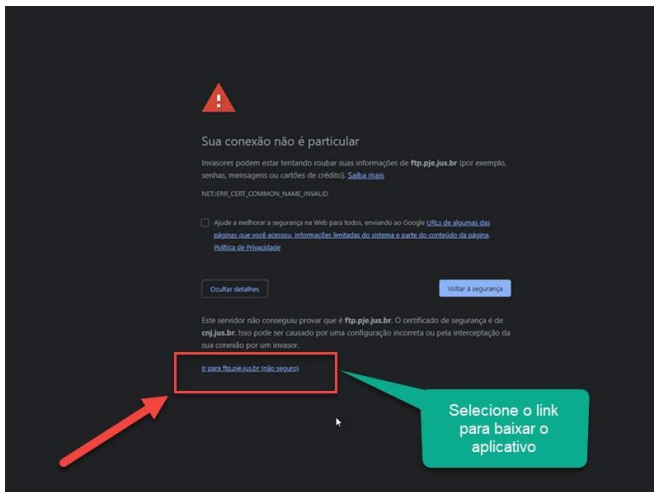 Sua conexão não é particular
Invasores podem estar tentando roubar suas informações de ftp.pje.jus.br (por exemplo,
senhas, mensagens ou cartões de crédito). Saiba mais
NET::ERR_CERT_COMMON_NAME_INVALID
Ajude a melhorar a segurança na Web para todos, enviando ao Google URLs de algumas das
páginas que você acessou, informações limitadas do sistema e parte do conteúdo da página.
Política de Privacidade
Ocultar detalhes
Voltar à segurança
Este servidor não conseguiu provar que é ftp.pje.jus.br. O certificado de segurança é de
cnj.jus.br. Isso pode ser causado por uma configuração incorreta ou pela interceptação da
sua conexão por um invasor.
Ir para ftp.pje.jus.br (não seguro)
Selecione o link
para baixar o
aplicativo